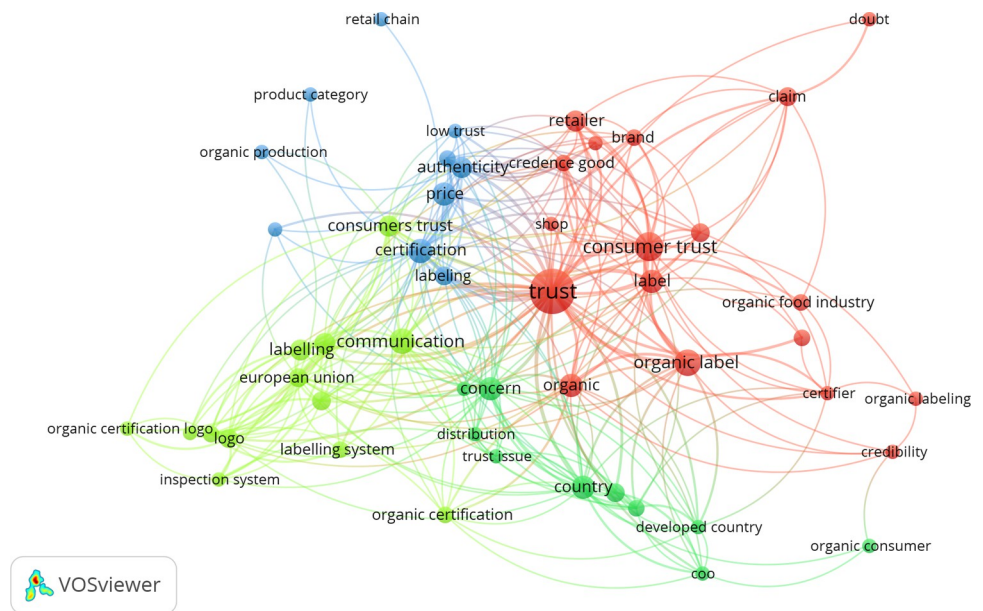 retail chain
doubt
product category
claim
retailer
low trust
brand
organic production
authenticity
credence good
price
consumers trust
shop
certification
consumer trust
labeling
label
trust
organic food industry
labelling
communication
organic label
european union
concern
organic
certifier
organic labeling
organic certification logo
logo
distribution
labelling system
trust issue
credibility
inspection system
country
organic certification
developed country
organic consumer
coo
VOSviewer